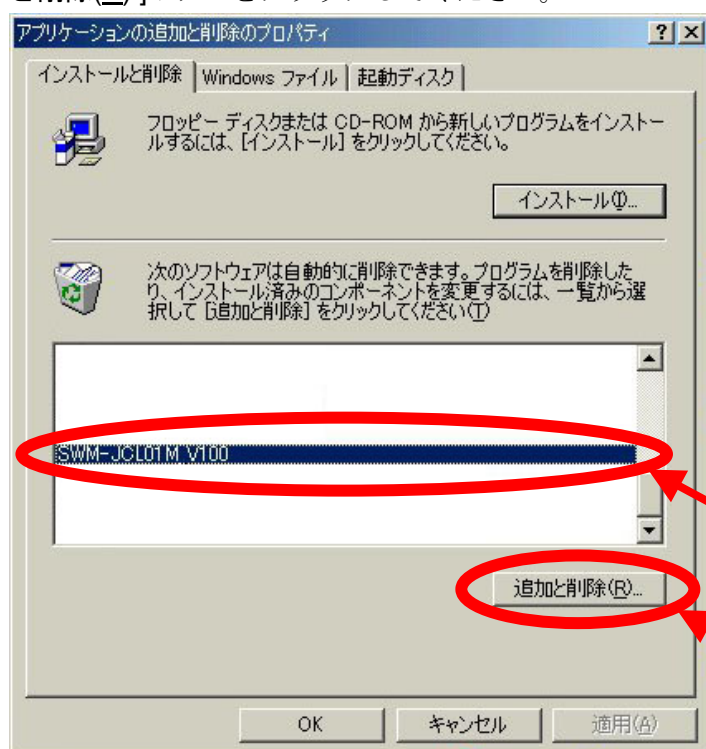 アプリケーションの追加と削除のプロパティ
インストールと削除 Windows ファイル 起動ディスク
フロッピー ディスクまたは CD-ROM から新しいプログラムをインストー
ルするには、[インストール] をクリックしてください。
インストール(I)...
次のソフトウェアは自動的に削除できます。プログラムを削除した
り、インストール済みのコンポーネントを変更するには、一覧から選
択して [追加と削除] をクリックしてください(T)
SWM-JCL01M V100
追加と削除(R)...
OK キャンセル 適用(A)